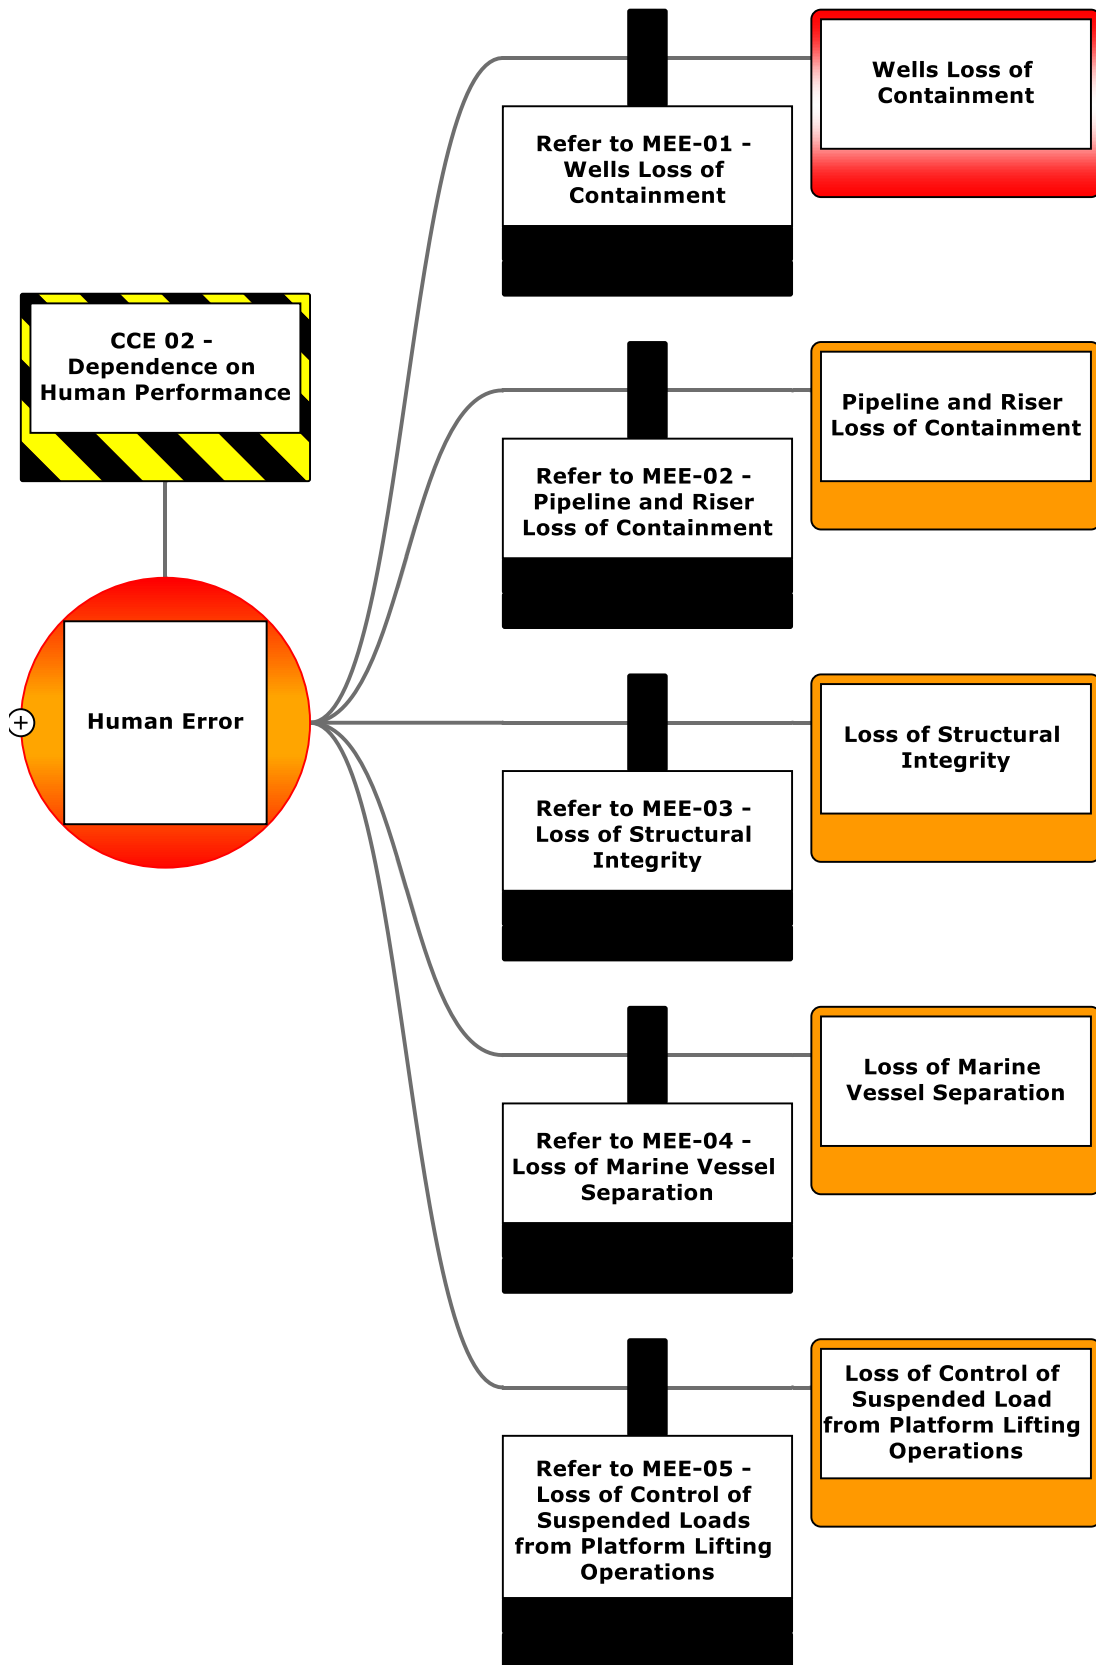 CCE 02 -
Dependence on
Human Performance
Human Error
Refer to MEE-01 -
Wells Loss of
Containment
Wells Loss of
Containment
Refer to MEE-02 -
Pipeline and Riser
Loss of Containment
Pipeline and Riser
Loss of Containment
Refer to MEE-03 -
Loss of Structural
Integrity
Loss of Structural
Integrity
Refer to MEE-04 -
Loss of Marine Vessel
Separation
Loss of Marine
Vessel Separation
Refer to MEE-05 -
Loss of Control of
Suspended Loads
from Platform Lifting
Operations
Loss of Control of
Suspended Load
from Platform Lifting
Operations